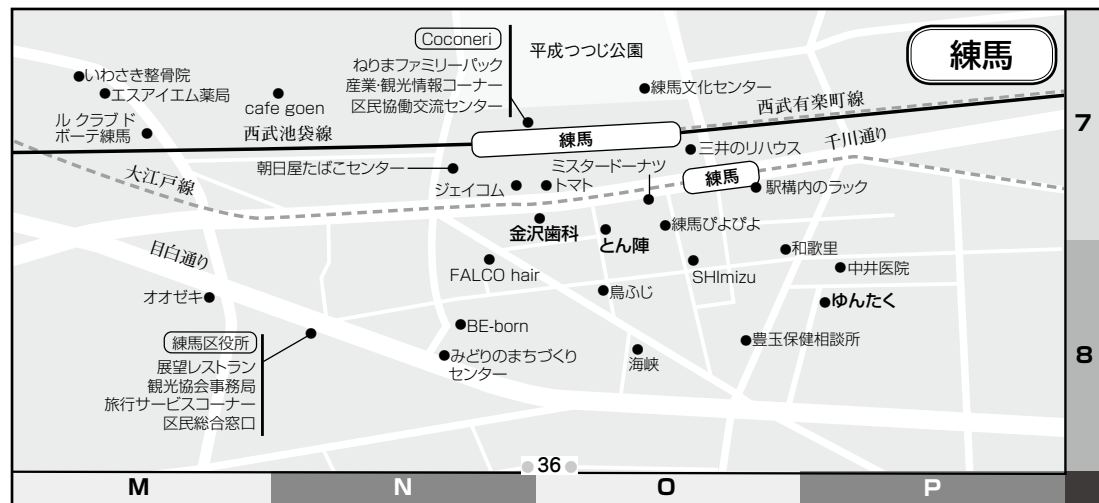 Coconeri
ねりまファミリーパック
産業・観光情報コーナー
区民協働交流センター
平成つつじ公園
練馬
いわさき整骨院
エスアイエム薬局
cafe goen
ル クラブ ド
ボーテ練馬
西武池袋線
練馬文化センター
西武有楽町線
練馬
千川通り
三井のリハウス
朝日屋たばこセンター
ミスタードーナツ
大江戸線
ジェイコム
トマト
練馬
駅構内のラック
金沢歯科
とん陣
練馬ぴよぴよ
目白通り
FALCO hair
SHImizu
和歌里
中井医院
オオゼキ
鳥ふじ
ゆんたく
BE-born
みどりのまちづくり
センター
海峡
豊玉保健相談所
練馬区役所
展望レストラン
観光協会事務局
旅行サービスコーナー
区民総合窓口
7
8
36
M
N
O
P